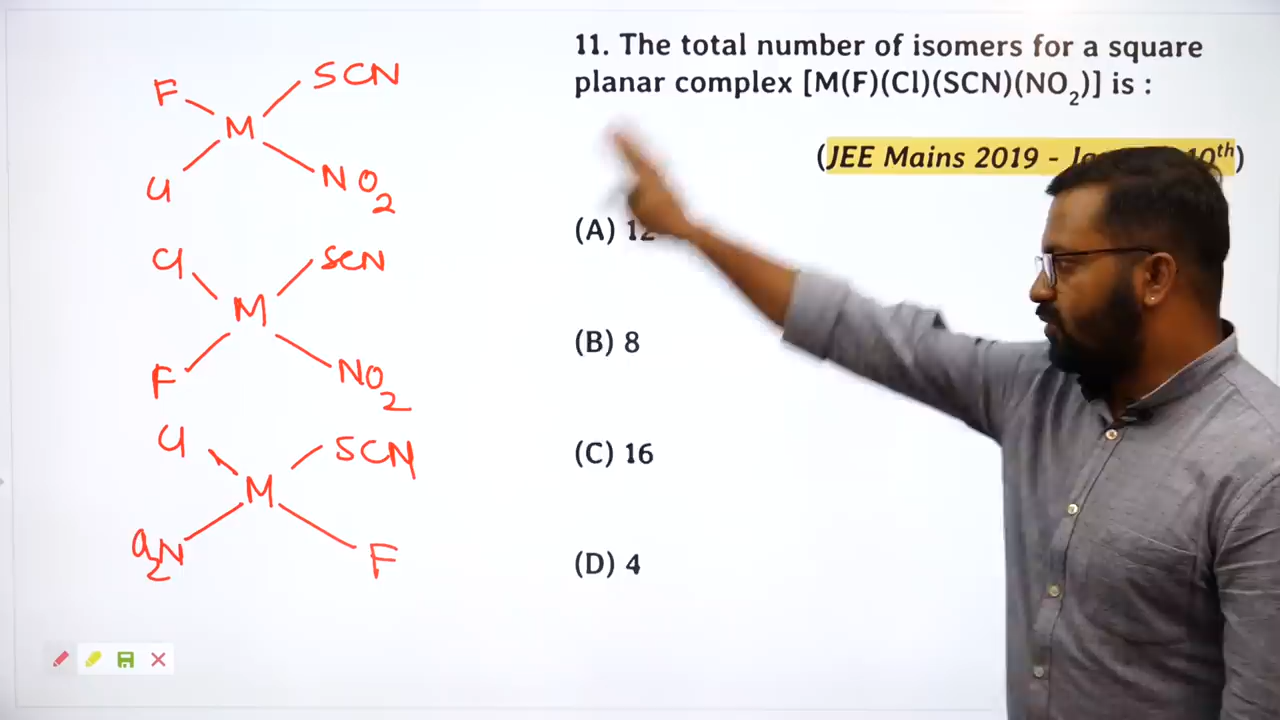 F SCN
M
Cl NO2
Cl SCN
M
F NO2
Cl SCN
M
O2N F
11. The total number of isomers for a square
planar complex [M(F)(Cl)(SCN)(NO2)] is :
(JEE Mains 2019 - 10th)
(A) 12
(B) 8
(C) 16
(D) 4